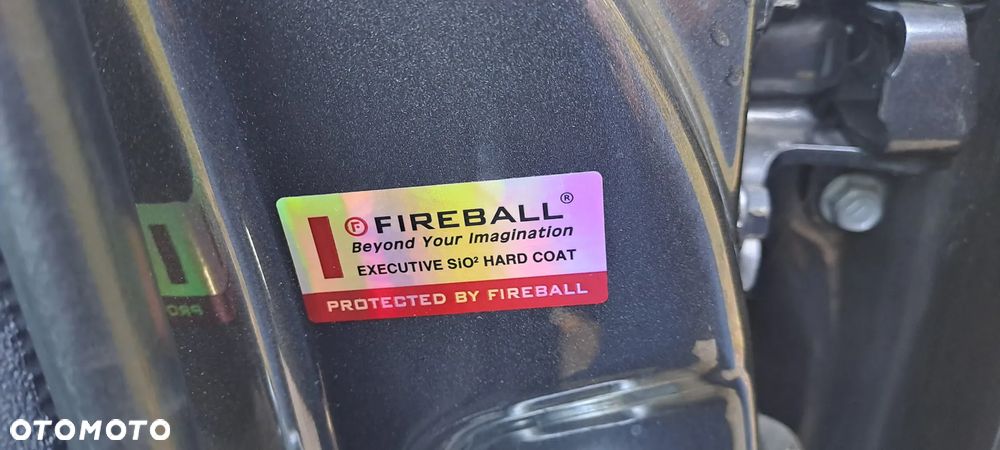 FIREBALL®
Beyond Your Imagination
EXECUTIVE SiO² HARD COAT
PROTECTED BY FIREBALL
OTOMOTO